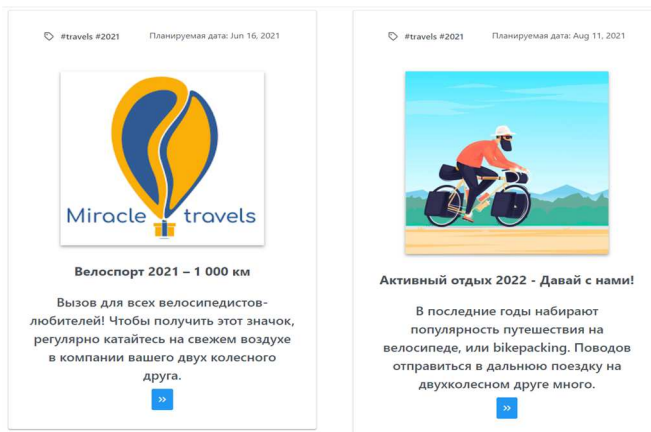 #travels #2021 Планируемая дата: Jun 16, 2021
Miracle travels
Велоспорт 2021 – 1 000 км
Вызов для всех велосипедистов-
любителей! Чтобы получить этот значок,
регулярно катайтесь на свежем воздухе
в компании вашего двух колесного
друга.
»
#travels #2021 Планируемая дата: Aug 11, 2021
Активный отдых 2022 - Давай с нами!
В последние годы набирают
популярность путешествия на
велосипеде, или bikepacking. Поводов
отправиться в дальнюю поездку на
двухколесном друге много.
»